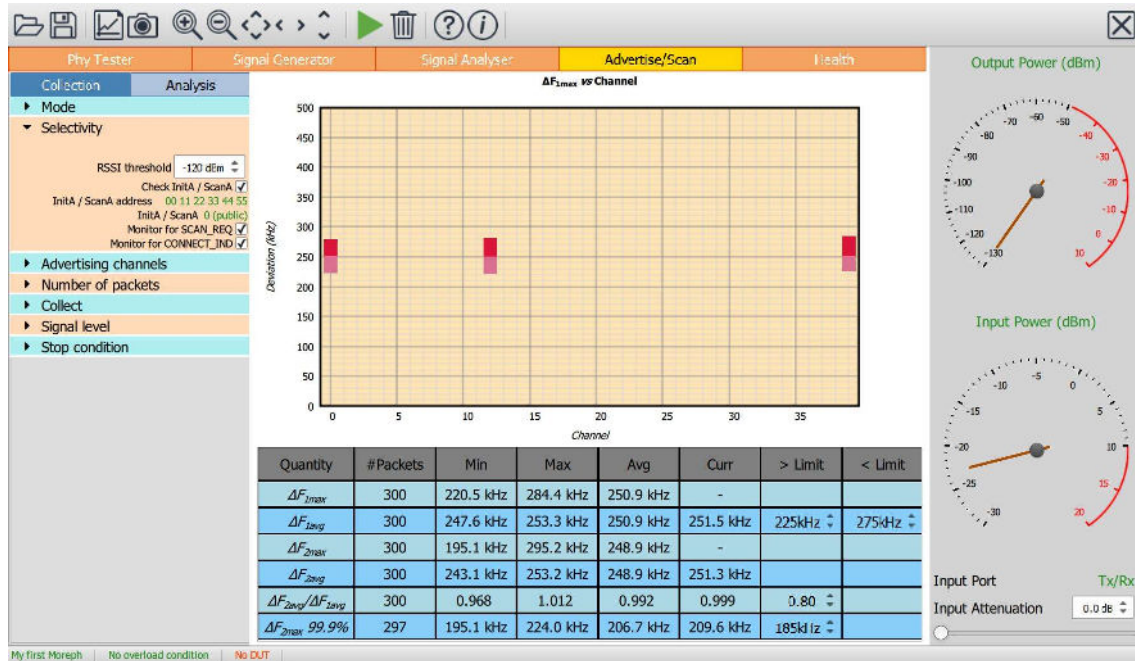 Phy Tester Signal Generator Signal Analyser Advertise/Scan Health
Collection Analysis
Mode
Selectivity
RSSI threshold -120 dBm
Check InitA / ScanA
InitA / ScanA address 00 11 22 33 44 55
InitA / ScanA 0 (public)
Monitor for SCAN_REQ
Monitor for CONNECT_IND
Advertising channels
Number of packets
Collect
Signal level
Stop condition
ΔF1max vs Channel
500
450
400
350
300
250
200
150
100
50
0
Deviation (kHz)
0 5 10 15 20 25 30 35
Channel
Quantity #Packets Min Max Avg Curr > Limit < Limit
ΔF1max 300 220.5 kHz 284.4 kHz 250.9 kHz -
ΔF1avg 300 247.6 kHz 253.3 kHz 250.9 kHz 251.5 kHz 225kHz 275kHz
ΔF2max 300 195.1 kHz 295.2 kHz 248.9 kHz -
ΔF2avg 300 243.1 kHz 253.2 kHz 248.9 kHz 251.3 kHz
ΔF2avg/ΔF1avg 300 0.968 1.012 0.992 0.999 0.80
ΔF2max 99.9% 297 195.1 kHz 224.0 kHz 206.7 kHz 209.6 kHz 185kHz
Output Power (dBm)
-130 -120 -110 -100 -90 -80 -70 -60 -50 -40 -30 -20 -10 0 10
Input Power (dBm)
-30 -25 -20 -15 -10 -5 0 5 10 15 20
Input Port Tx/Rx
Input Attenuation 0.0 dB
My first Moreph No overload condition No DUT